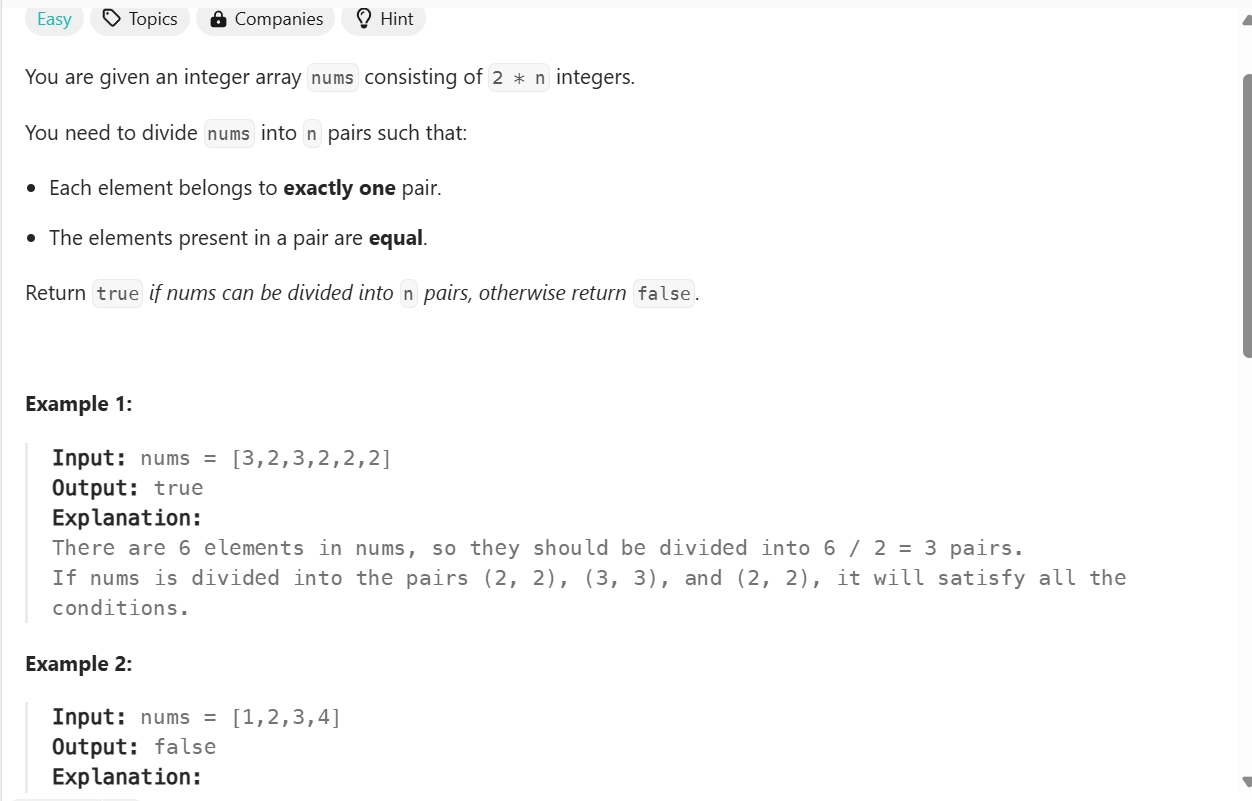 Easy Topics Companies Hint
You are given an integer array nums consisting of 2 * n integers.
You need to divide nums into n pairs such that:
• Each element belongs to exactly one pair.
• The elements present in a pair are equal.
Return true if nums can be divided into n pairs, otherwise return false.
Example 1:
Input: nums = [3,2,3,2,2,2]
Output: true
Explanation:
There are 6 elements in nums, so they should be divided into 6 / 2 = 3 pairs.
If nums is divided into the pairs (2, 2), (3, 3), and (2, 2), it will satisfy all the
conditions.
Example 2:
Input: nums = [1,2,3,4]
Output: false
Explanation: